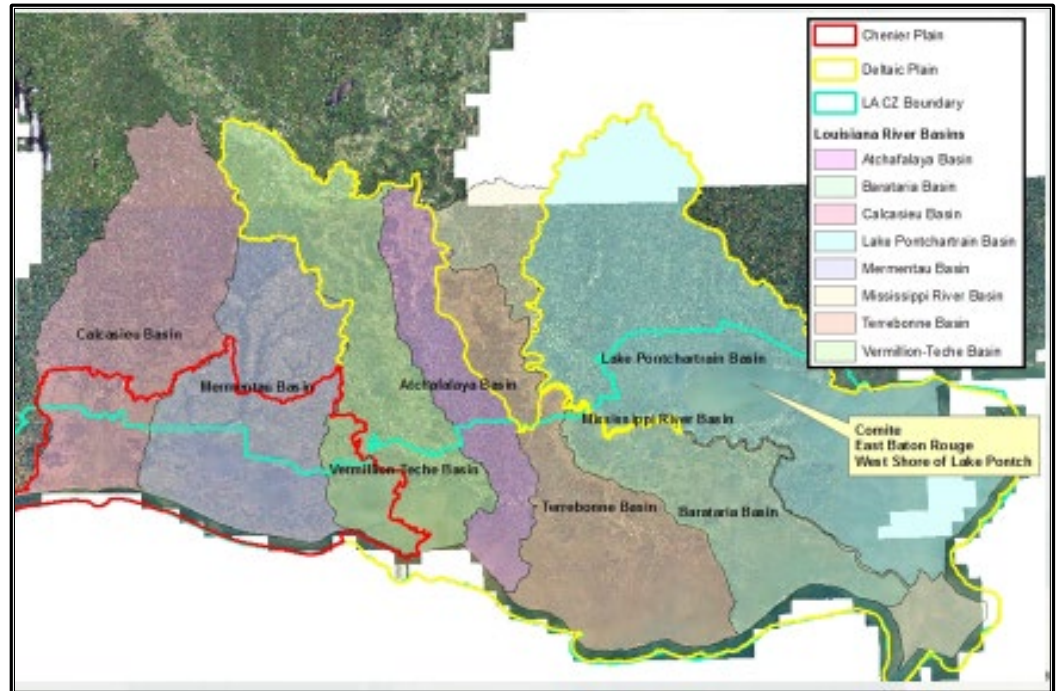 Chenier Plain
Deltaic Plain
LA CZ Boundary
Louisiana River Basins
Atchafalaya Basin
Barataria Basin
Calcasieu Basin
Lake Pontchartrain Basin
Mermentau Basin
Mississippi River Basin
Terrebonne Basin
Vermillion-Teche Basin
Calcasieu Basin
Mermentau Basin
Atchafalaya Basin
Lake Pontchartrain Basin
Mississippi River Basin
Comite
East Baton Rouge
West Shore of Lake Pontch
Vermillion-Teche Basin
Terrebonne Basin
Barataria Basin